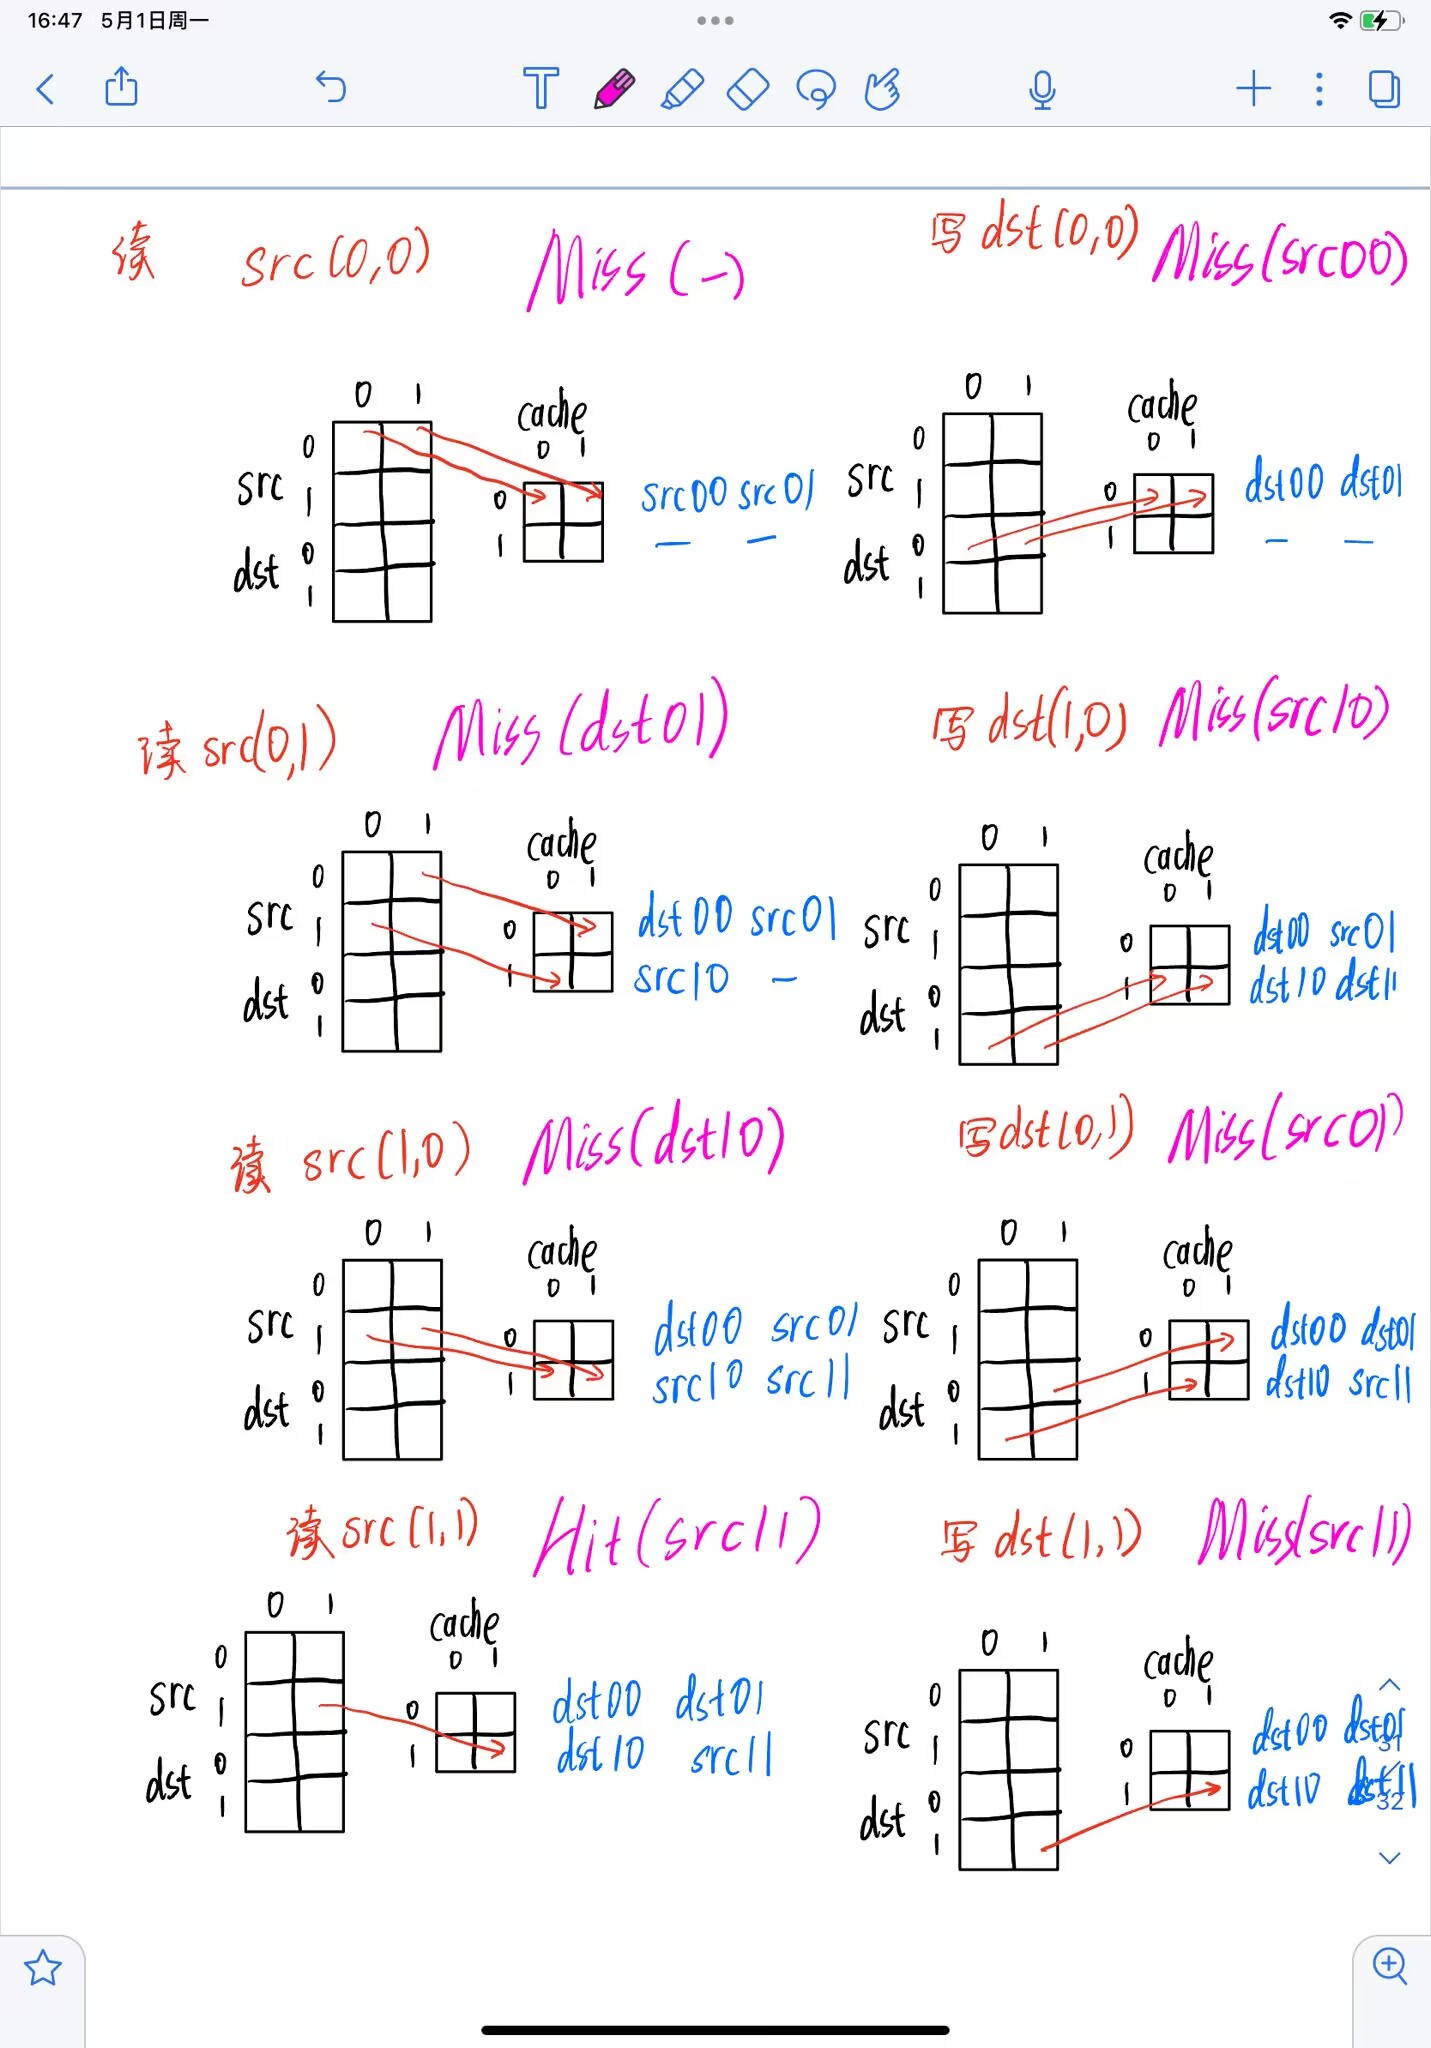 16:47 5月1日周一
读 src(0,0) Miss(-)
写 dst(0,0) Miss(src00)
0 1
cache
0 1
src 0
1
dst 0
1
0
1
src00 src01
— —
0 1
cache
0 1
src 0
1
dst 0
1
0
1
dst00 dst01
— —
读 src(0,1) Miss(dst01)
写 dst(1,0) Miss(src10)
0 1
cache
0 1
src 0
1
dst 0
1
0
1
dst00 src01
src10 —
0 1
cache
0 1
src 0
1
dst 0
1
0
1
dst00 src01
dst10 dst11
读 src(1,0) Miss(dst10)
写 dst(0,1) Miss(src01)
0 1
cache
0 1
src 0
1
dst 0
1
0
1
dst00 src01
src10 src11
0 1
cache
0 1
src 0
1
dst 0
1
0
1
dst00 dst01
dst10 src11
读 src(1,1) Hit(src11)
写 dst(1,1) Miss(src11)
0 1
cache
0 1
src 0
1
dst 0
1
0
1
dst00 dst01
dst10 src11
0 1
cache
0 1
src 0
1
dst 0
1
0
1
dst00 dst01
31
dst10 dst11
32